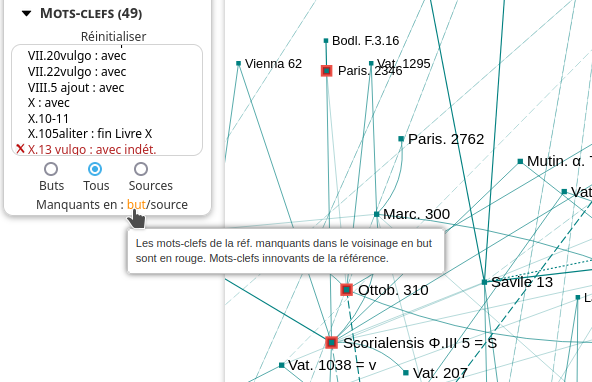 Mots-clefs (49)
Réinitialiser
VII.20vulgo : avec
VII.22vulgo : avec
VIII.5 ajout : avec
X : avec
X.10-11
X.105aliter : fin Livre X
X.13 vulgo : avec indét.
Buts Tous Sources
Manquants en : but/source
Les mots-clefs de la réf. manquants dans le voisinage en but
sont en rouge. Mots-clefs innovants de la référence.
Bodl. F.3.16
Vienna 62
Vat. 1295
Paris. 2346
Paris. 2762
Mutin. α.
Vat
Marc. 300
Savile 13
Ottob. 310
Scorialensis Φ.III 5 = S
Vat. 1038 = v
Vat. 207